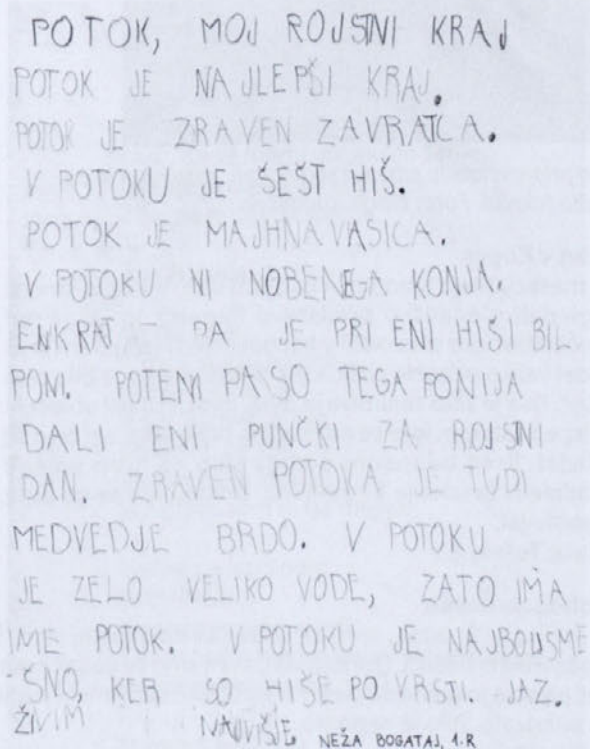 POTOK, MOJ ROJSTNI KRAJ
POTOK JE NAJLEPŠI KRAJ.
POTOK JE ZRAVEN ZAVRATCA.
V POTOKU JE ŠEST HIŠ.
POTOK JE MAJHNA VASICA.
V POTOKU NI NOBENEGA KONJA.
ENKRAT – PA JE PRI ENI HIŠI BIL
PONI. POTEM PA SO TEGA PONIJA
DALI ENI PUNČKI ZA ROJSTNI
DAN. ZRAVEN POTOKA JE TUDI
MEDVEDJE BRDO. V POTOKU
JE ZELO VELIKO VODE, ZATO IMA
IME POTOK. V POTOKU JE NAJBOLJSME
ŠNO, KER SO HIŠE PO VRSTI. JAZ.
ŽIVIM NAJVIŠJE.
NEŽA BOGATAJ, 1.R